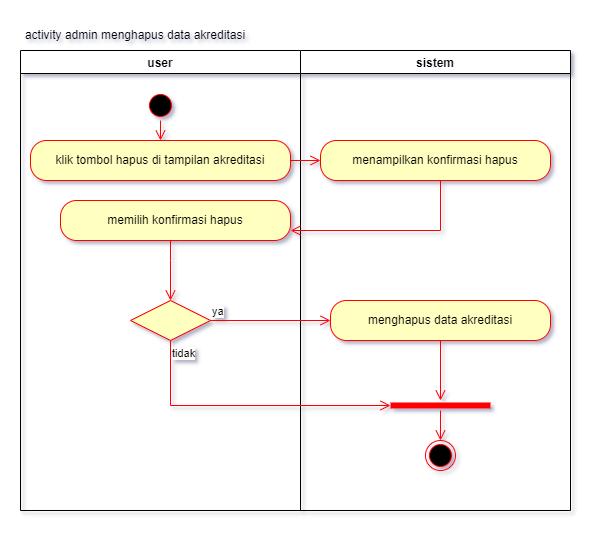 activity admin menghapus data akreditasi
user
sistem
klik tombol hapus di tampilan akreditasi
menampilkan konfirmasi hapus
memilih konfirmasi hapus
ya
menghapus data akreditasi
tidak